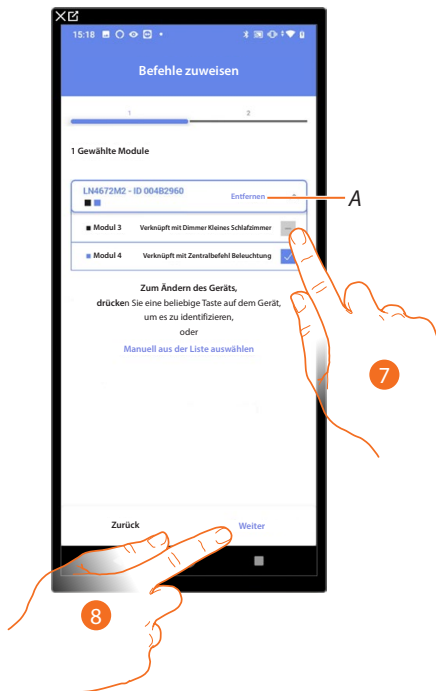 15:18
Befehle zuweisen
1 2
1 Gewählte Module
LN4672M2 - ID 004B2960
Entfernen
A
Modul 3 Verknüpft mit Dimmer Kleines Schlafzimmer
Modul 4 Verknüpft mit Zentralbefehl Beleuchtung
Zum Ändern des Geräts,
drücken Sie eine beliebige Taste auf dem Gerät,
um es zu identifizieren,
oder
Manuell aus der Liste auswählen
7
Zurück Weiter
8